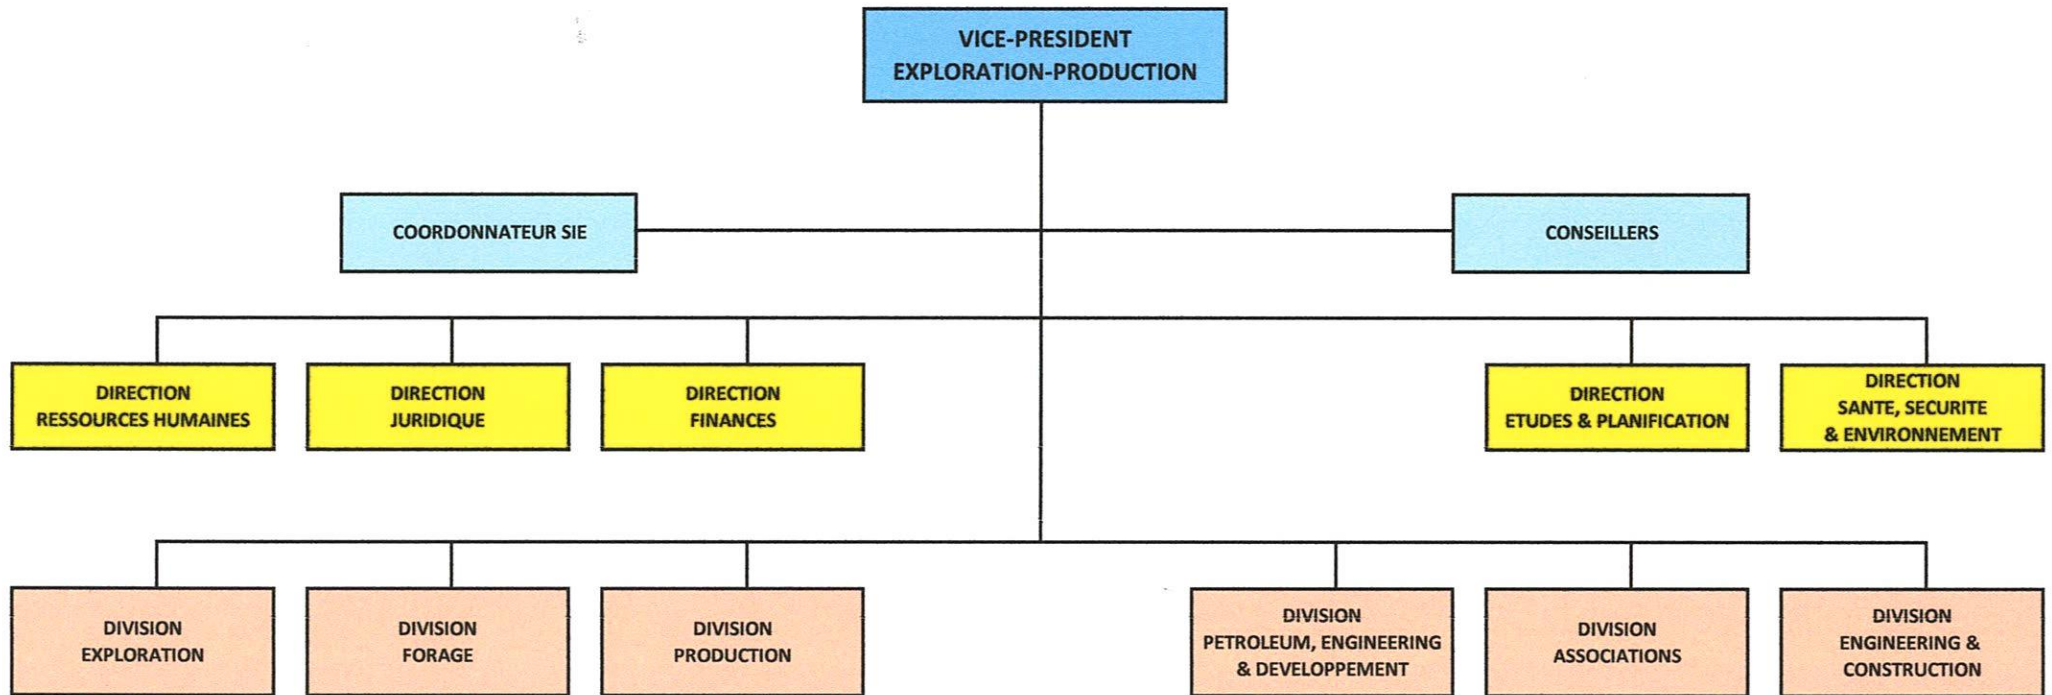 VICE-PRESIDENT
EXPLORATION-PRODUCTION
COORDONNATEUR SIE
CONSEILLERS
DIRECTION
RESSOURCES HUMAINES
DIRECTION
JURIDIQUE
DIRECTION
FINANCES
DIRECTION
ETUDES & PLANIFICATION
DIRECTION
SANTE, SECURITE
& ENVIRONNEMENT
DIVISION
EXPLORATION
DIVISION
FORAGE
DIVISION
PRODUCTION
DIVISION
PETROLEUM, ENGINEERING
& DEVELOPPEMENT
DIVISION
ASSOCIATIONS
DIVISION
ENGINEERING &
CONSTRUCTION